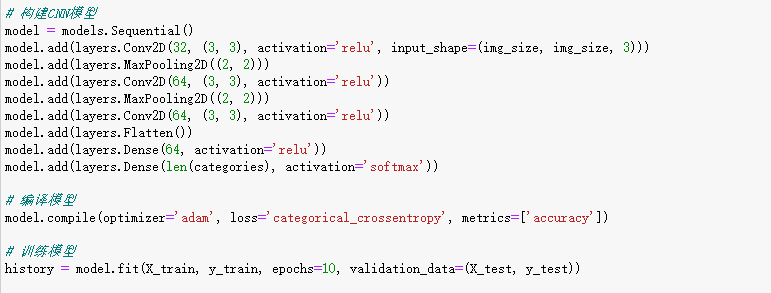 # 构建CNN模型
model = models.Sequential()
model.add(layers.Conv2D(32, (3, 3), activation='relu', input_shape=(img_size, img_size, 3)))
model.add(layers.MaxPooling2D((2, 2)))
model.add(layers.Conv2D(64, (3, 3), activation='relu'))
model.add(layers.MaxPooling2D((2, 2)))
model.add(layers.Conv2D(64, (3, 3), activation='relu'))
model.add(layers.Flatten())
model.add(layers.Dense(64, activation='relu'))
model.add(layers.Dense(len(categories), activation='softmax'))
# 编译模型
model.compile(optimizer='adam', loss='categorical_crossentropy', metrics=['accuracy'])
# 训练模型
history = model.fit(X_train, y_train, epochs=10, validation_data=(X_test, y_test))